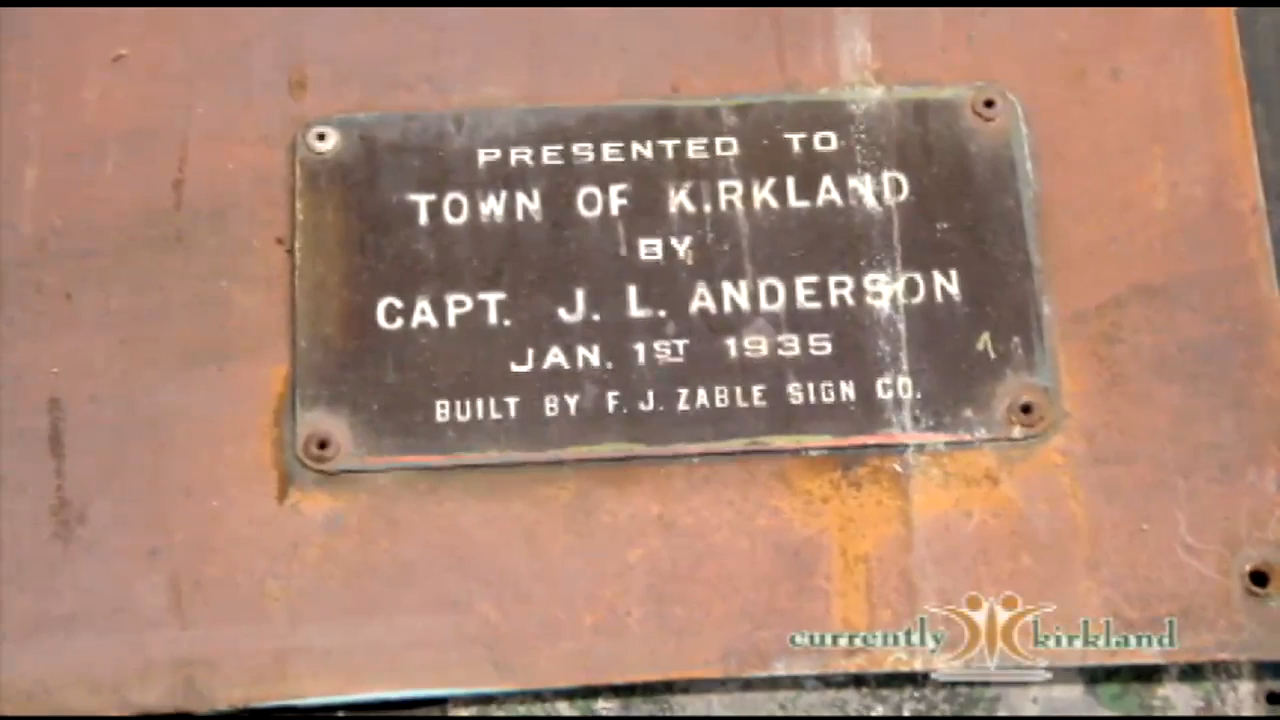 PRESENTED TO
TOWN OF KIRKLAND
BY
CAPT. J. L. ANDERSON
JAN. 1ST 1935
BUILT BY F. J. ZABLE SIGN CO.
currently kirkland